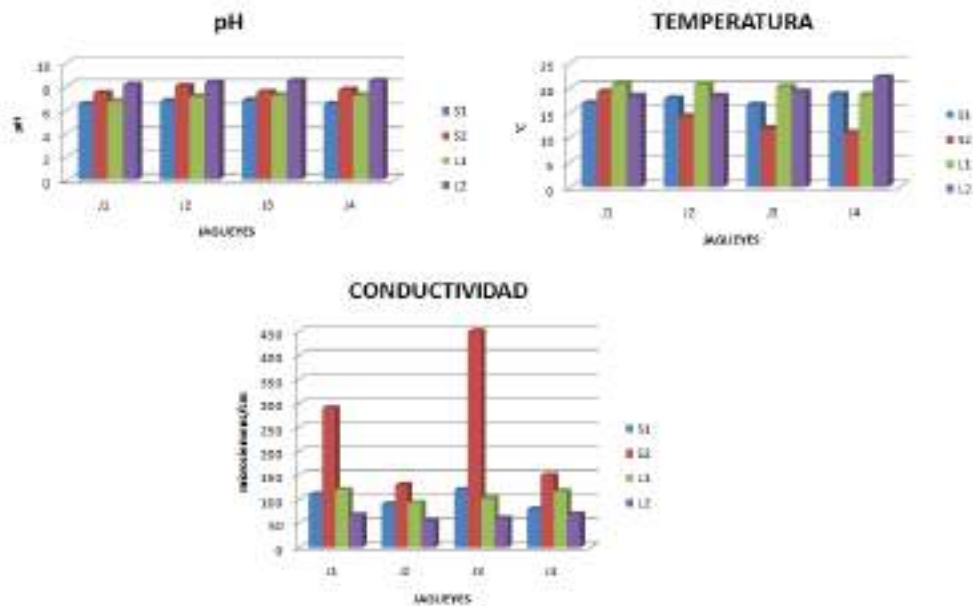 pH
10
8
6
4
2
0
pH
J1
J2
J3
J4
JAGUEYES
S1
S2
L1
L2
TEMPERATURA
25
20
15
10
5
0
°C
J1
J2
J3
J4
JAGUEYES
S1
S2
L1
L2
CONDUCTIVIDAD
450
400
350
300
250
200
150
100
50
0
J1
J2
J3
JAGUEYES
S1
S2
L1
L2